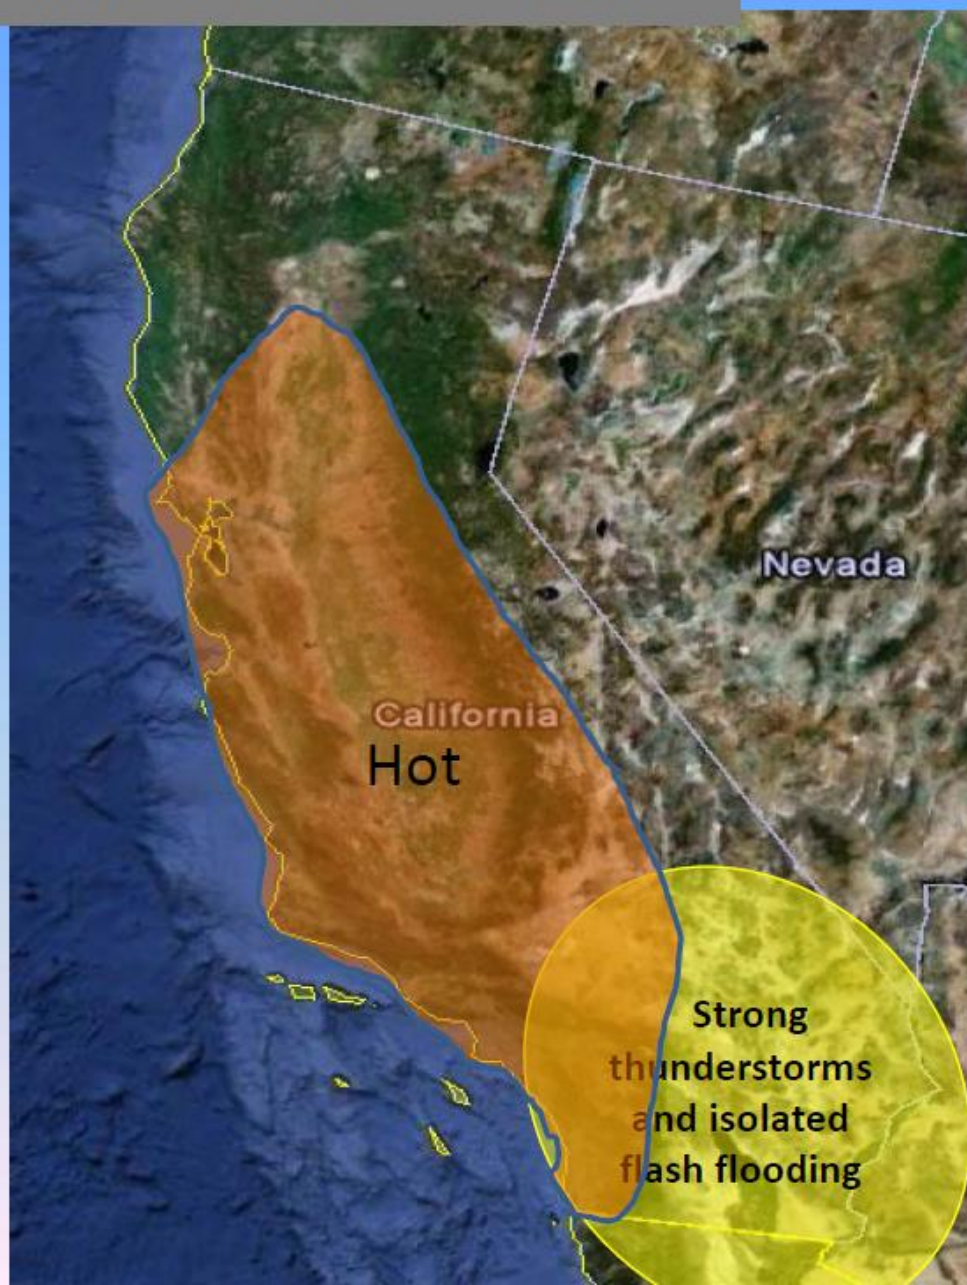 Nevada
California
Hot
Strong
thunderstorms
and isolated
flash flooding